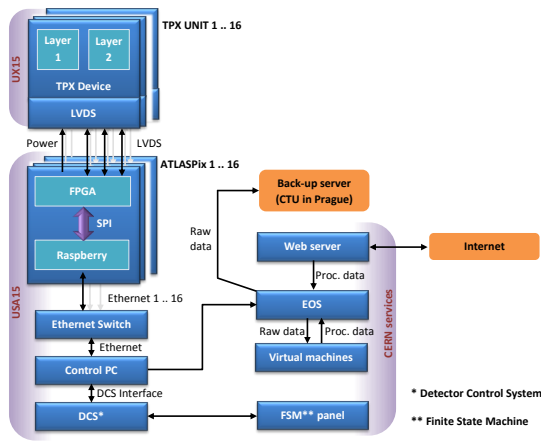 TPX UNIT 1 .. 16
Layer
1
Layer
2
TPX Device
LVDS
UX15
Power
LVDS
ATLASPix 1 .. 16
FPGA
SPI
Raspberry
Ethernet 1 .. 16
Ethernet Switch
Ethernet
Control PC
DCS Interface
DCS*
USA15
Back-up server
(CTU in Prague)
Raw
data
Web server
Internet
Proc. data
EOS
Raw data
Proc. data
Virtual machines
FSM** panel
CERN services
* Detector Control System
** Finite State Machine